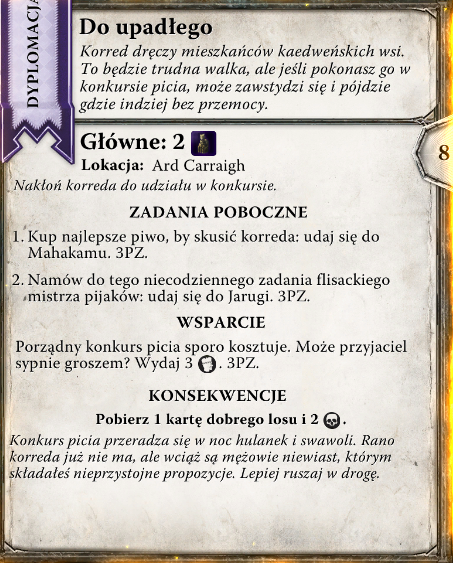 DYPLOMACJA
Do upadłego
Korred dręczy mieszkańców kaedweńskich wsi.
To będzie trudna walka, ale jeśli pokonasz go w
konkursie picia, może zawstydzi się i pójdzie
gdzie indziej bez przemocy.
Główne: 2
Lokacja: Ard Carraigh
8
Nakłoń korreda do udziału w konkursie.
ZADANIA POBOCZNE
1. Kup najlepsze piwo, by skusić korreda: udaj się do
Mahakamu. 3PZ.
2. Namów do tego niecodziennego zadania flisackiego
mistrza pijaków: udaj się do Jarugi. 3PZ.
WSPARCIE
Porządny konkurs picia sporo kosztuje. Może przyjaciel
sypnie groszem? Wydaj 3 . 3PZ.
KONSEKWENCJE
Pobierz 1 kartę dobrego losu i 2 .
Konkurs picia przeradza się w noc hulanek i swawoli. Rano
korreda już nie ma, ale wciąż są mężowie niewiast, którym
składałeś nieprzystojne propozycje. Lepiej ruszaj w drogę.